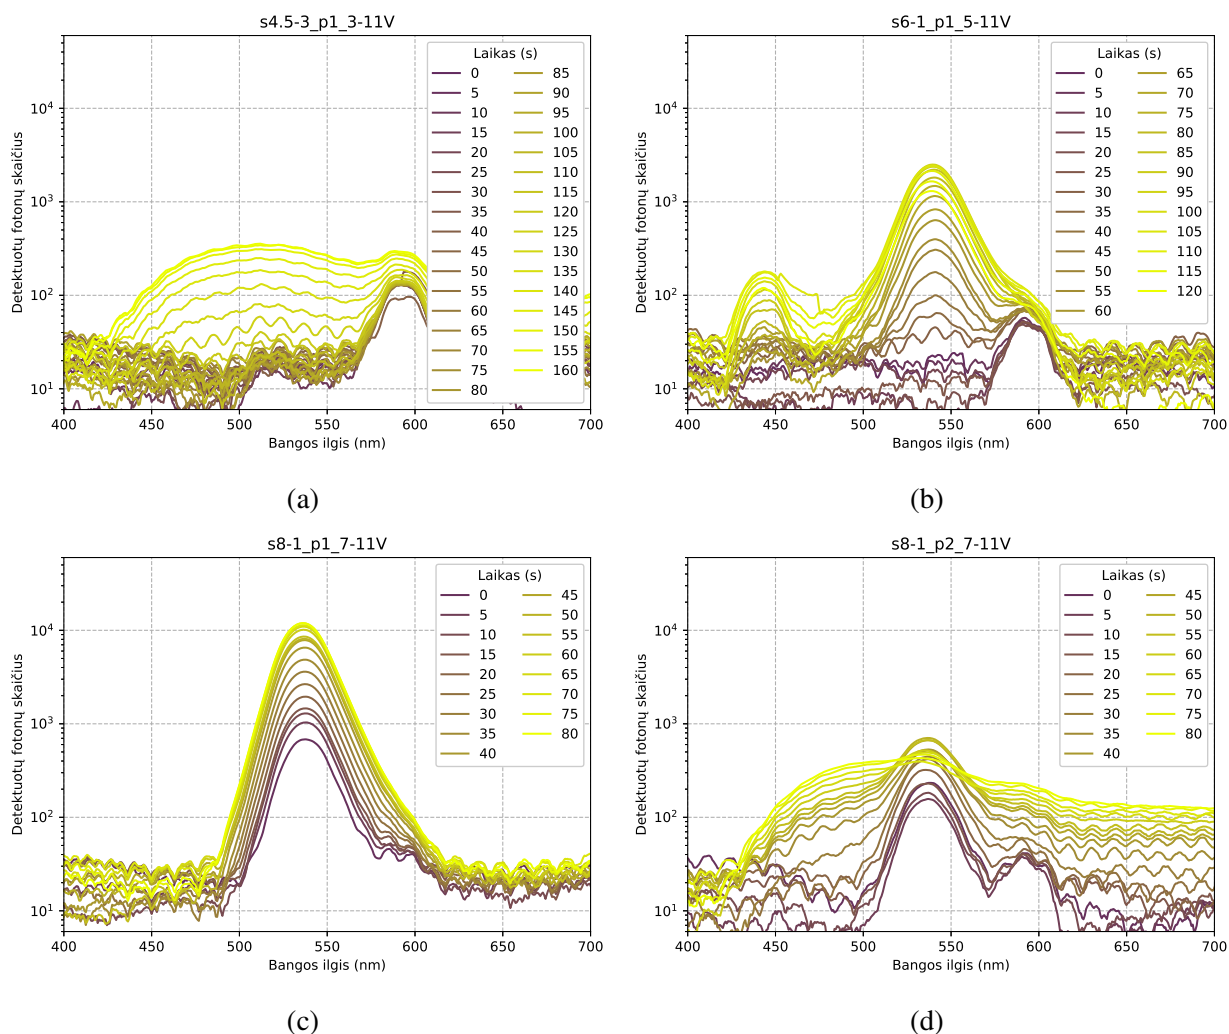 s4.5-3_p1_3-11V
Detektuotų fotonų skaičius
10⁴
10³
10²
10¹
400 450 500 550 600 650 700
Bangos ilgis (nm)
Laikas (s)
0 85
5 90
10 95
15 100
20 105
25 110
30 115
35 120
40 125
45 130
50 135
55 140
60 145
65 150
70 155
75 160
80
(a)
s6-1_p1_5-11V
Detektuotų fotonų skaičius
10⁴
10³
10²
10¹
400 450 500 550 600 650 700
Bangos ilgis (nm)
Laikas (s)
0 65
5 70
10 75
15 80
20 85
25 90
30 95
35 100
40 105
45 110
50 115
55 120
60
(b)
s8-1_p1_7-11V
Detektuotų fotonų skaičius
10⁴
10³
10²
10¹
400 450 500 550 600 650 700
Bangos ilgis (nm)
Laikas (s)
0 45
5 50
10 55
15 60
20 65
25 70
30 75
35 80
40
(c)
s8-1_p2_7-11V
Detektuotų fotonų skaičius
10⁴
10³
10²
10¹
400 450 500 550 600 650 700
Bangos ilgis (nm)
Laikas (s)
0 45
5 50
10 55
15 60
20 65
25 70
30 75
35 80
40
(d)